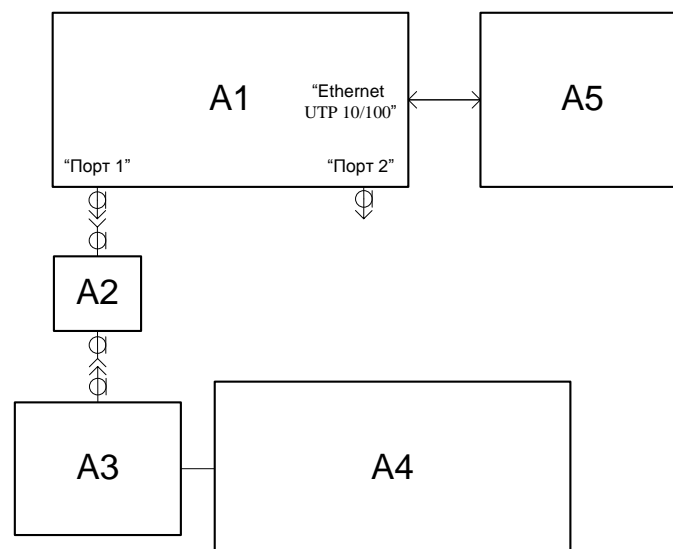 A1
“Ethernet
UTP 10/100”
A5
“Порт 1”
“Порт 2”
A2
A3
A4